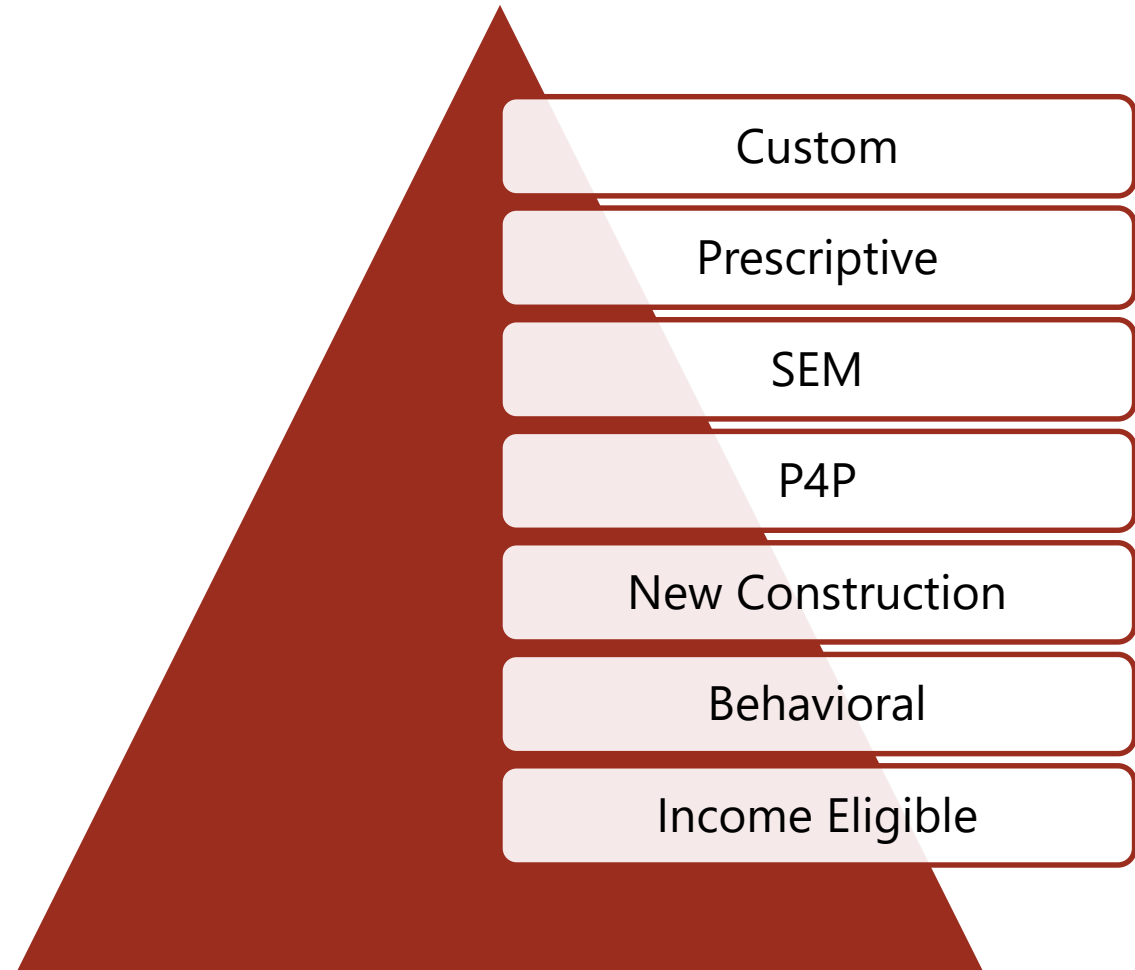 Custom
Prescriptive
SEM
P4P
New Construction
Behavioral
Income Eligible